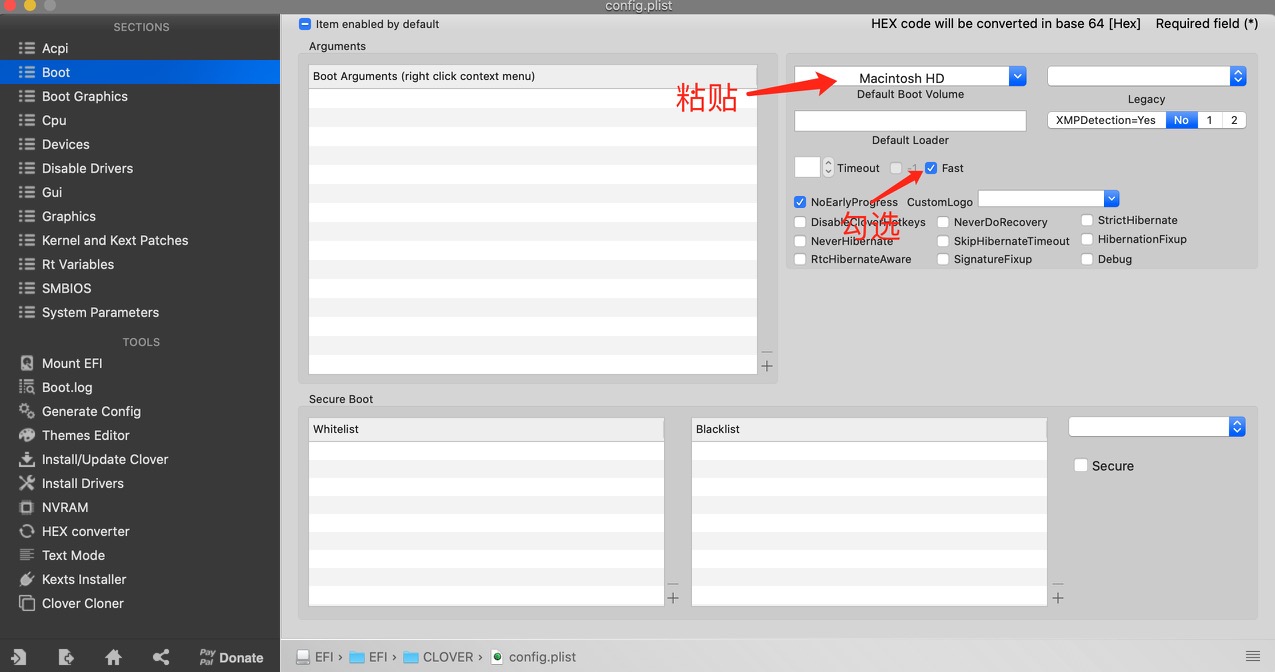 config.plist
SECTIONS
Acpi
Boot
Boot Graphics
Cpu
Devices
Disable Drivers
Gui
Graphics
Kernel and Kext Patches
Rt Variables
SMBIOS
System Parameters
TOOLS
Mount EFI
Boot.log
Generate Config
Themes Editor
Install/Update Clover
Install Drivers
NVRAM
HEX converter
Text Mode
Kexts Installer
Clover Cloner
Pay Pal Donate
Item enabled by default
HEX code will be converted in base 64 [Hex] Required field (*)
Arguments
Boot Arguments (right click context menu)
粘贴
Macintosh HD
Default Boot Volume
Legacy
XMPDetection=Yes No 1 2
Default Loader
Timeout -1 Fast
NoEarlyProgress CustomLogo
勾选
DisableCloverHotkeys NeverDoRecovery StrictHibernate
NeverHibernate SkipHibernateTimeout HibernationFixup
RtcHibernateAware SignatureFixup Debug
Secure Boot
Whitelist
Blacklist
Secure
EFI › EFI › CLOVER › config.plist